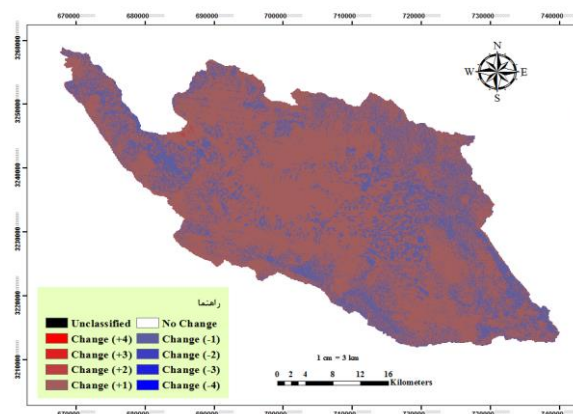 670000 680000 690000 700000 710000 720000 730000 740000
N
W E
S
3260000
3250000
3240000
3230000
3220000
3210000
راهنما
Unclassified No Change
Change (+4) Change (-1)
Change (+3) Change (-2)
Change (+2) Change (-3)
Change (+1) Change (-4)
1 cm = 3 km
0 2 4 8 12 16
Kilometers
670000 680000 690000 700000 710000 720000 730000 740000